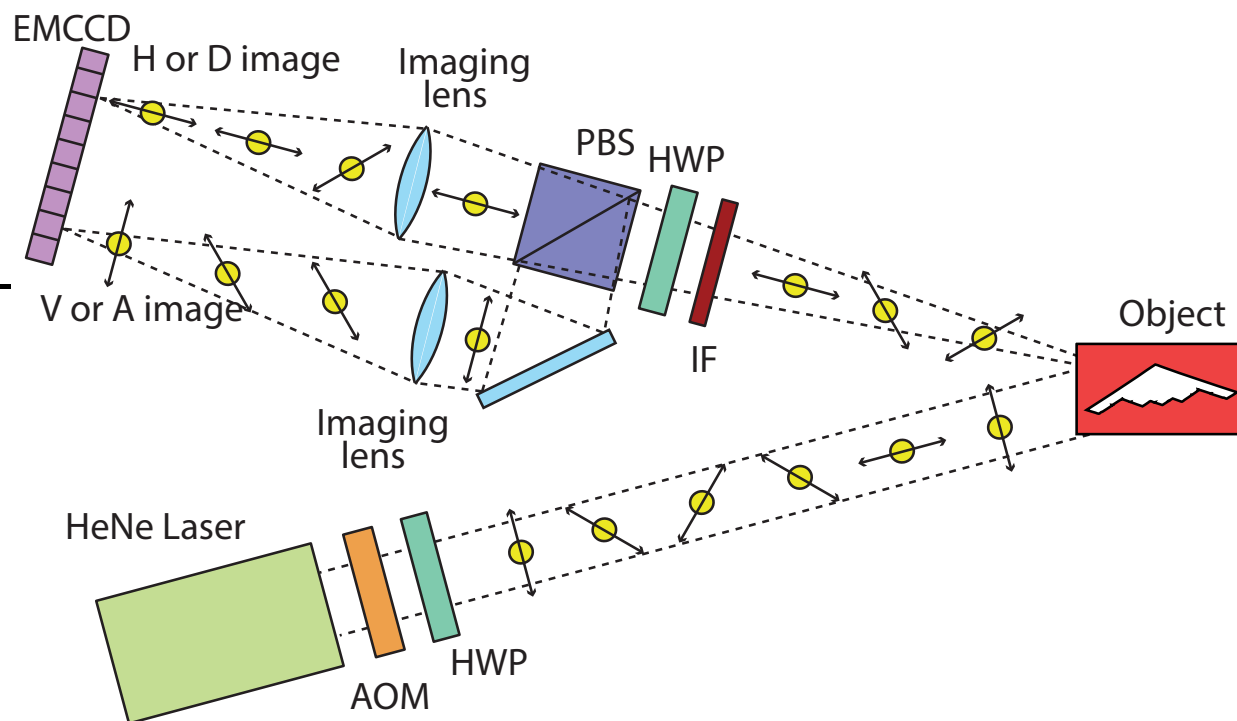 EMCCD
H or D image
Imaging
lens
PBS
HWP
IF
Object
V or A image
Imaging
lens
HeNe Laser
AOM
HWP